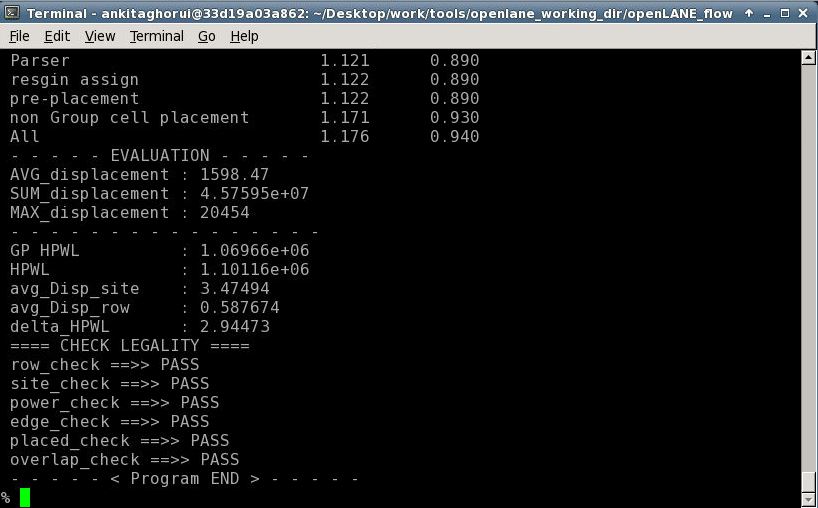 Terminal - ankitaghorui@33d19a03a862: ~/Desktop/work/tools/openlane_working_dir/openLANE_flow
File Edit View Terminal Go Help
Parser 1.121 0.890
resgin assign 1.122 0.890
pre-placement 1.122 0.890
non Group cell placement 1.171 0.930
All 1.176 0.940
- - - - - EVALUATION - - - - -
AVG_displacement : 1598.47
SUM_displacement : 4.57595e+07
MAX_displacement : 20454
- - - - - - - - - - - - - - - -
GP HPWL : 1.06966e+06
HPWL : 1.10116e+06
avg_Disp_site : 3.47494
avg_Disp_row : 0.587674
delta_HPWL : 2.94473
==== CHECK LEGALITY ====
row_check ==>> PASS
site_check ==>> PASS
power_check ==>> PASS
edge_check ==>> PASS
placed_check ==>> PASS
overlap_check ==>> PASS
- - - - - < Program END > - - - - -
%